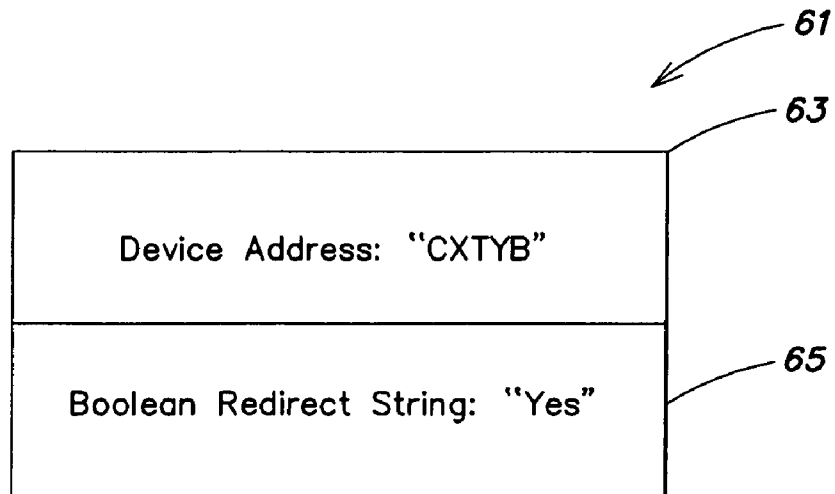 61
63
Device Address: “CXTYB”
65
Boolean Redirect String: “Yes”